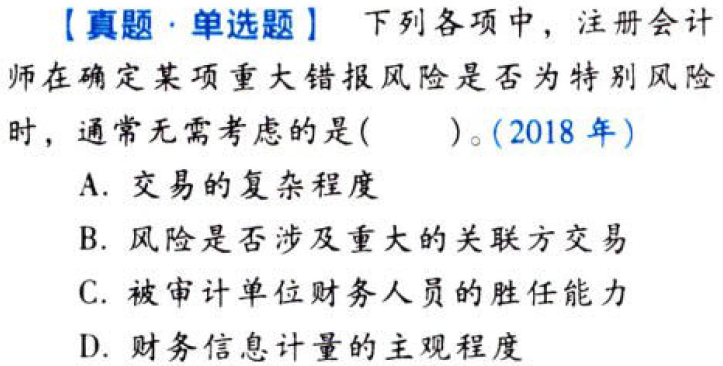 【真题·单选题】 下列各项中，注册会计
师在确定某项重大错报风险是否为特别风险
时，通常无需考虑的是( )。(2018 年)
A. 交易的复杂程度
B. 风险是否涉及重大的关联方交易
C. 被审计单位财务人员的胜任能力
D. 财务信息计量的主观程度